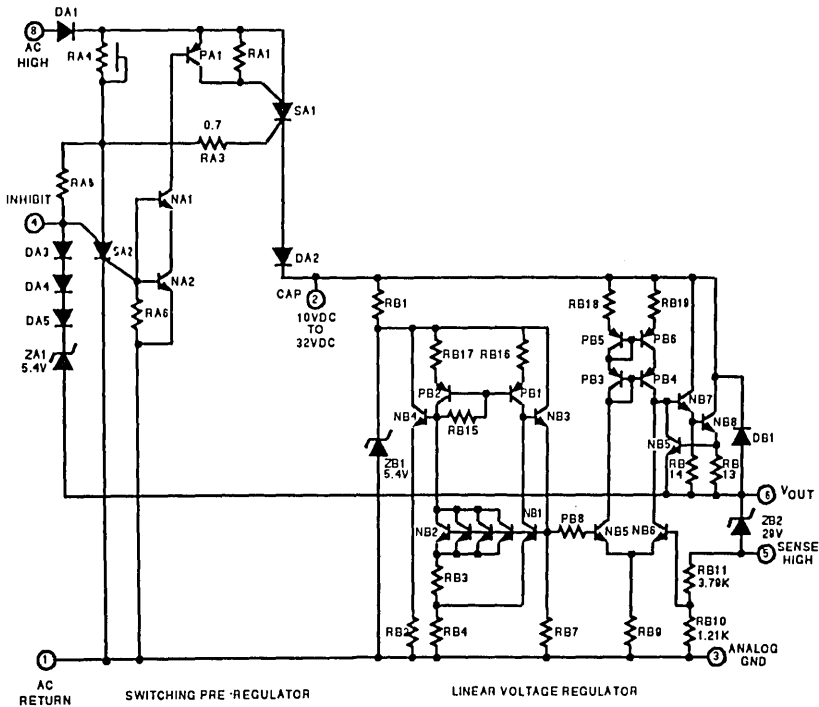 DA1
8
AC
HIGH
RA4
PA1
RA1
SA1
0.7
RA3
RA5
INHIBIT
4
NA1
DA3
SA2
NA2
DA2
DA4
RA6
CAP
2
10VDC
TO
32VDC
RB1
RB18
RB19
DA5
ZA1
5.4V
PB5
PB6
RB17
RB16
PB3
PB4
PB2
PB1
NB7
NB4
NB3
NB8
RB15
DB1
NB5
ZB1
5.4V
RB
14
RB
13
6
VOUT
NB1
PB8
NB2
NB5
NB6
ZB2
29V
5
SENSE
HIGH
RB3
RB11
3.79K
RB2
RB4
RB7
RB9
RB10
1.21K
1
3
ANALOG
GND
AC
RETURN
SWITCHING PRE-REGULATOR
LINEAR VOLTAGE REGULATOR